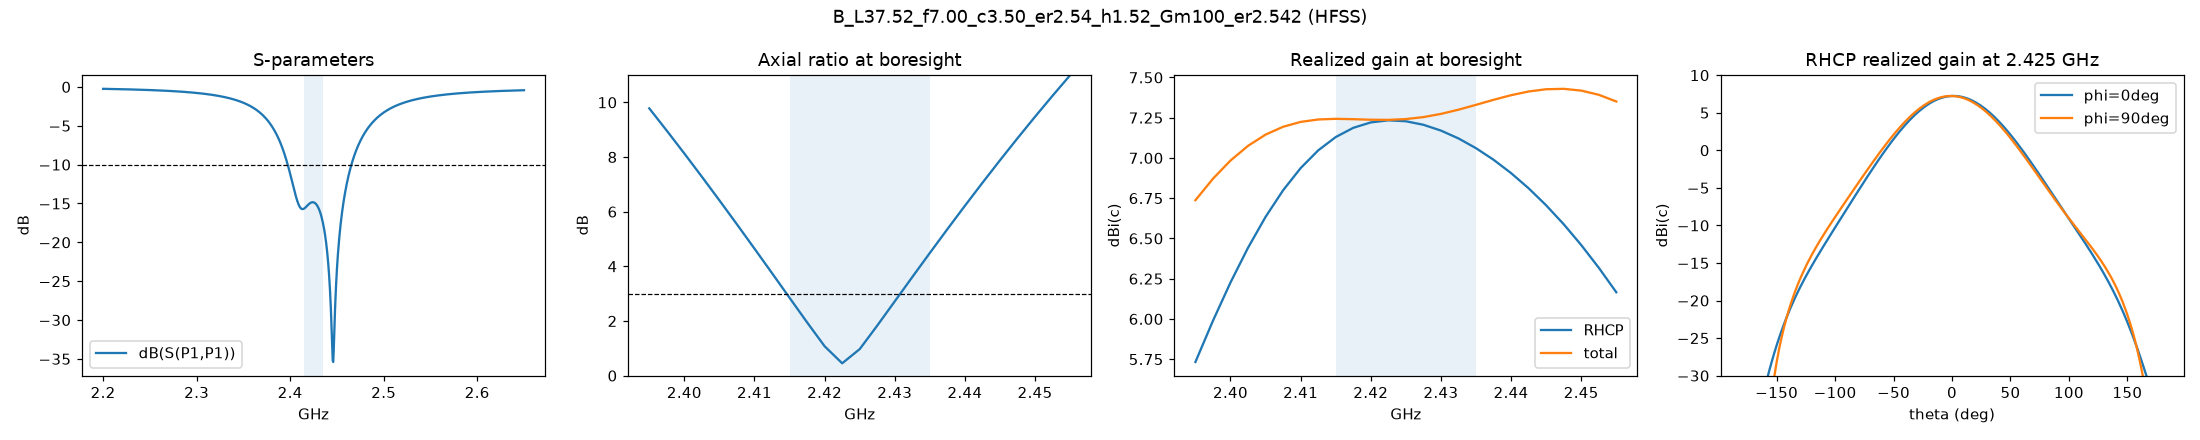 B_L37.52_f7.00_c3.50_er2.54_h1.52_Gm100_er2.542 (HFSS)
S-parameters
0
−5
−10
−15
−20
−25
−30
−35
dB
2.2 2.3 2.4 2.5 2.6
GHz
dB(S(P1,P1))
Axial ratio at boresight
10
8
6
4
2
0
dB
2.40 2.41 2.42 2.43 2.44 2.45
GHz
Realized gain at boresight
7.50
7.25
7.00
6.75
6.50
6.25
6.00
5.75
dBi(c)
2.40 2.41 2.42 2.43 2.44 2.45
GHz
RHCP
total
RHCP realized gain at 2.425 GHz
10
5
0
−5
−10
−15
−20
−25
−30
dBi(c)
−150 −100 −50 0 50 100 150
theta (deg)
phi=0deg
phi=90deg